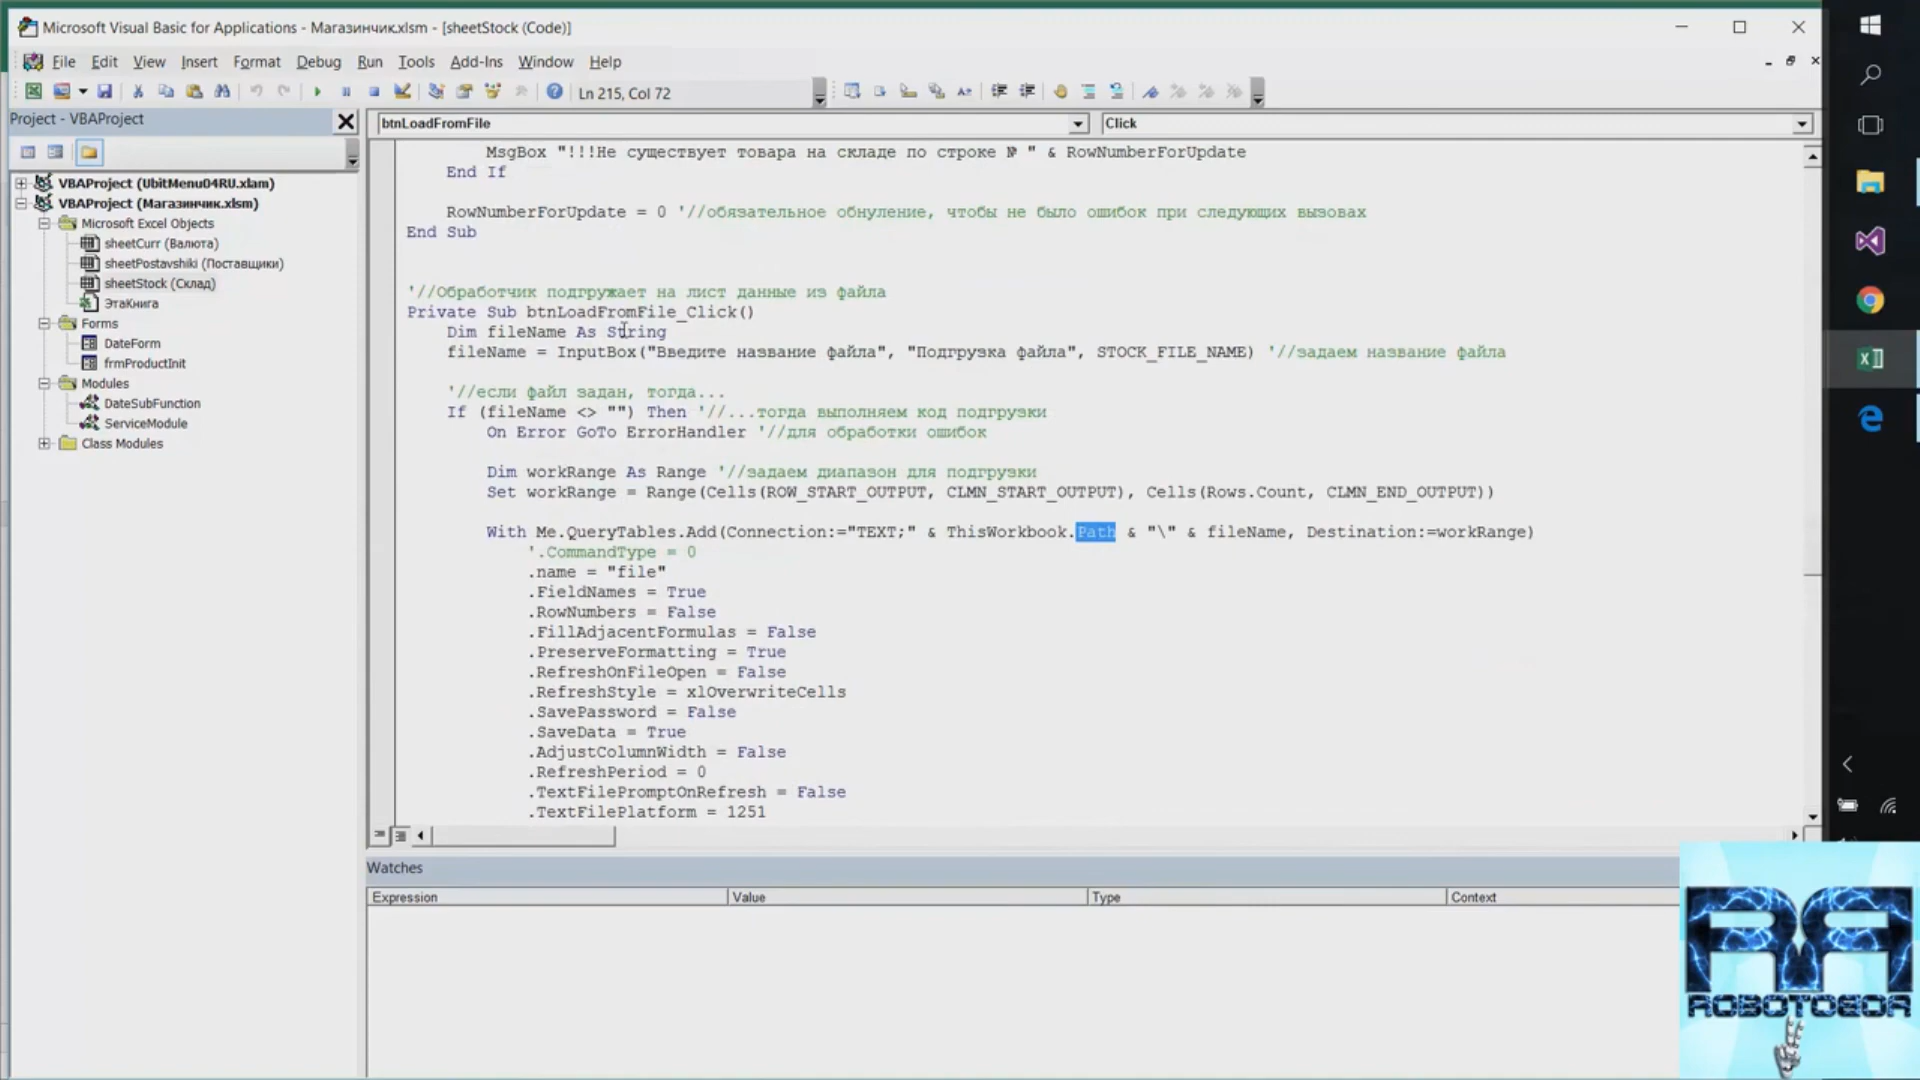 Microsoft Visual Basic for Applications - Магазинчик.xlsm - [sheetStock (Code)]
File Edit View Insert Format Debug Run Tools Add-Ins Window Help
Ln 215, Col 72
Project - VBAProject
btnLoadFromFile
Click
VBAProject (UbitMenu04RU.xlam)
VBAProject (Магазинчик.xlsm)
Microsoft Excel Objects
sheetCurr (Валюта)
sheetPostavshiki (Поставщики)
sheetStock (Склад)
ЭтаКнига
Forms
DateForm
frmProductInit
Modules
DateSubFunction
ServiceModule
Class Modules
MsgBox "!!!Не существует товара на складе по строке № " & RowNumberForUpdate
End If
RowNumberForUpdate = 0 '//обязательное обнуление, чтобы не было ошибок при следующих вызовах
End Sub
'//Обработчик подгружает на лист данные из файла
Private Sub btnLoadFromFile_Click()
Dim fileName As String
fileName = InputBox("Введите название файла", "Подгрузка файла", STOCK_FILE_NAME) '//задаем название файла
'//если файл задан, тогда...
If (fileName <> "") Then '//...тогда выполняем код подгрузки
On Error GoTo ErrorHandler '//для обработки ошибок
Dim workRange As Range '//задаем диапазон для подгрузки
Set workRange = Range(Cells(ROW_START_OUTPUT, CLMN_START_OUTPUT), Cells(Rows.Count, CLMN_END_OUTPUT))
With Me.QueryTables.Add(Connection:="TEXT;" & ThisWorkbook.Path & "\" & fileName, Destination:=workRange)
'.CommandType = 0
.name = "file"
.FieldNames = True
.RowNumbers = False
.FillAdjacentFormulas = False
.PreserveFormatting = True
.RefreshOnFileOpen = False
.RefreshStyle = xlOverwriteCells
.SavePassword = False
.SaveData = True
.AdjustColumnWidth = False
.RefreshPeriod = 0
.TextFilePromptOnRefresh = False
.TextFilePlatform = 1251
Watches
Expression Value Type Context